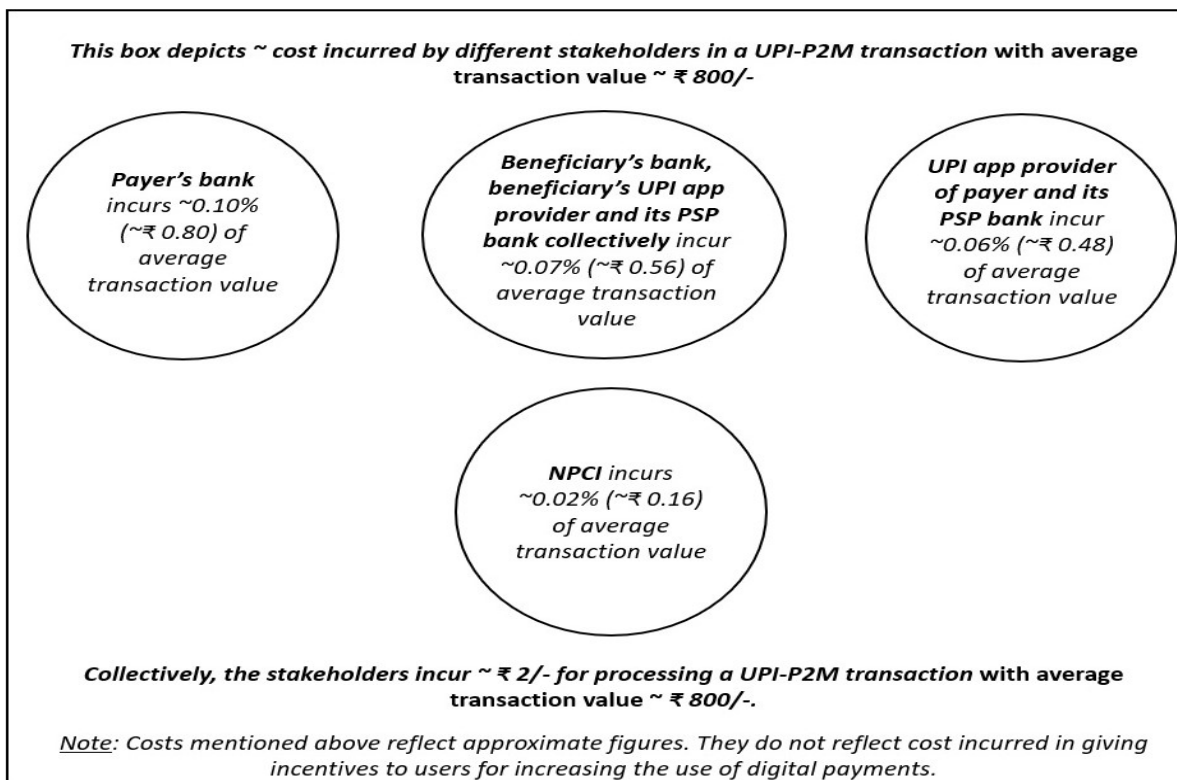 This box depicts ~ cost incurred by different stakeholders in a UPI-P2M transaction with average
transaction value ~ ₹ 800/-
Payer’s bank
incurs ~0.10%
(~₹ 0.80) of
average
transaction value
Beneficiary’s bank,
beneficiary’s UPI app
provider and its PSP
bank collectively incur
~0.07% (~₹ 0.56) of
average transaction
value
UPI app provider
of payer and its
PSP bank incur
~0.06% (~₹ 0.48)
of average
transaction value
NPCI incurs
~0.02% (~₹ 0.16)
of average
transaction value
Collectively, the stakeholders incur ~ ₹ 2/- for processing a UPI-P2M transaction with average
transaction value ~ ₹ 800/-.
Note: Costs mentioned above reflect approximate figures. They do not reflect cost incurred in giving
incentives to users for increasing the use of digital payments.